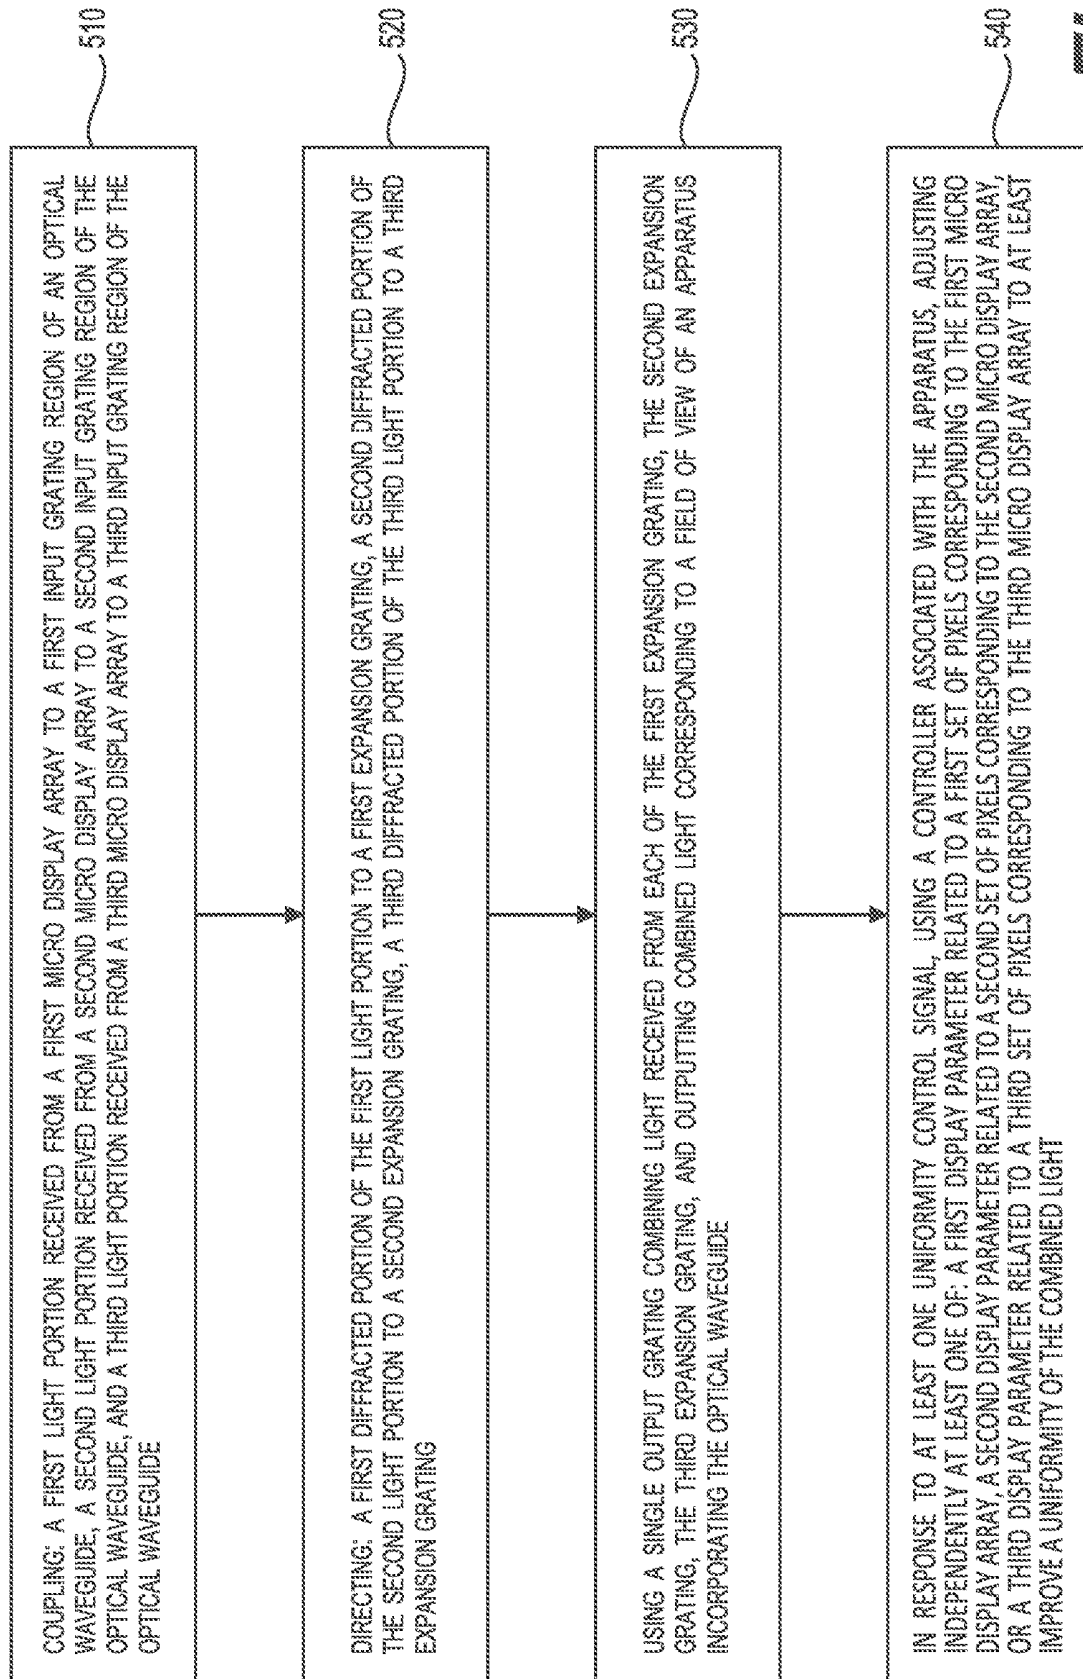 COUPLING: A FIRST LIGHT PORTION RECEIVED FROM A FIRST MICRO DISPLAY ARRAY TO A FIRST INPUT GRATING REGION OF AN OPTICAL
WAVEGUIDE, A SECOND LIGHT PORTION RECEIVED FROM A SECOND MICRO DISPLAY ARRAY TO A SECOND INPUT GRATING REGION OF THE
OPTICAL WAVEGUIDE, AND A THIRD LIGHT PORTION RECEIVED FROM A THIRD MICRO DISPLAY ARRAY TO A THIRD INPUT GRATING REGION OF THE
OPTICAL WAVEGUIDE
510
DIRECTING: A FIRST DIFFRACTED PORTION OF THE FIRST LIGHT PORTION TO A FIRST EXPANSION GRATING, A SECOND DIFFRACTED PORTION OF
THE SECOND LIGHT PORTION TO A SECOND EXPANSION GRATING, A THIRD DIFFRACTED PORTION OF THE THIRD LIGHT PORTION TO A THIRD
EXPANSION GRATING
520
USING A SINGLE OUTPUT GRATING COMBINING LIGHT RECEIVED FROM EACH OF THE FIRST EXPANSION GRATING, THE SECOND EXPANSION
GRATING, THE THIRD EXPANSION GRATING, AND OUTPUTTING COMBINED LIGHT CORRESPONDING TO A FIELD OF VIEW OF AN APPARATUS
INCORPORATING THE OPTICAL WAVEGUIDE
530
IN RESPONSE TO AT LEAST ONE UNIFORMITY CONTROL SIGNAL, USING A CONTROLLER ASSOCIATED WITH THE APPARATUS, ADJUSTING
INDEPENDENTLY AT LEAST ONE OF: A FIRST DISPLAY PARAMETER RELATED TO A FIRST SET OF PIXELS CORRESPONDING TO THE FIRST MICRO
DISPLAY ARRAY, A SECOND DISPLAY PARAMETER RELATED TO A SECOND SET OF PIXELS CORRESPONDING TO THE SECOND MICRO DISPLAY ARRAY,
OR A THIRD DISPLAY PARAMETER RELATED TO A THIRD SET OF PIXELS CORRESPONDING TO THE THIRD MICRO DISPLAY ARRAY TO AT LEAST
IMPROVE A UNIFORMITY OF THE COMBINED LIGHT
540